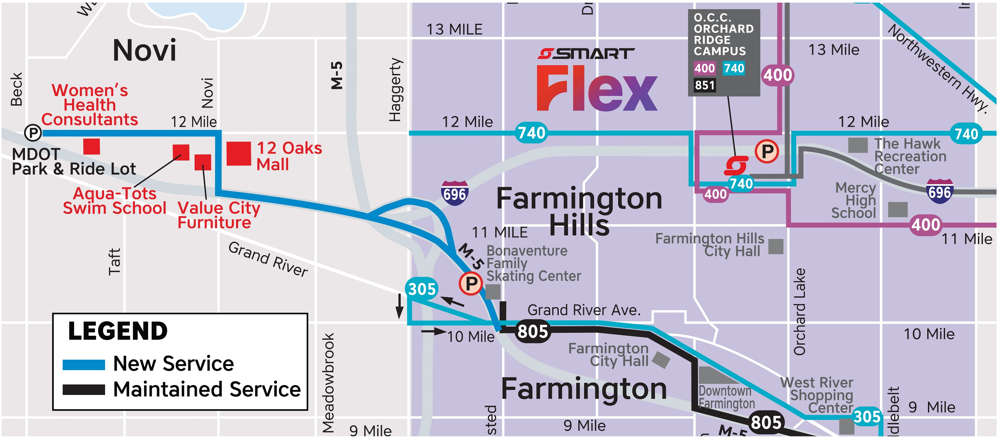 13 MILE
O.C.C.
ORCHARD
RIDGE
CAMPUS
400 740
851
Novi
M-5
Haggerty
SMART
Flex
400
13 Mile
Northwestern Hwy.
Beck
Women's
Health
Consultants
Novi
12 Mile
P
MDOT
Park & Ride Lot
12 Oaks
Mall
Aqua-Tots
Swim School
Value City
Furniture
12 Mile
740
12 Mile
740
P
The Hawk
Recreation
Center
740
400
696
696
Mercy
High
School
Farmington
Hills
11 MILE
400
11 Mile
Farmington Hills
City Hall
Taft
Grand River
M-5
Bonaventure
Family
Skating Center
P
305
Orchard Lake
Grand River Ave.
805
10 Mile
10 Mile
LEGEND
New Service
Maintained Service
Meadowbrook
Farmington
City Hall
Farmington
Downtown
Farmington
West River
Shopping
Center
305
9 Mile
9 Mile
9 Mile
805
M-5
sted
dlebelt